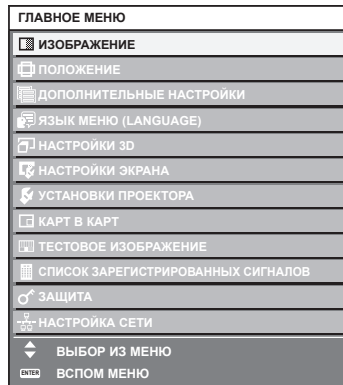 ГЛАВНОЕ МЕНЮ
ИЗОБРАЖЕНИЕ
ПОЛОЖЕНИЕ
ДОПОЛНИТЕЛЬНЫЕ НАСТРОЙКИ
ЯЗЫК МЕНЮ (LANGUAGE)
НАСТРОЙКИ 3D
НАСТРОЙКИ ЭКРАНА
УСТАНОВКИ ПРОЕКТОРА
КАРТ В КАРТ
ТЕСТОВОЕ ИЗОБРАЖЕНИЕ
СПИСОК ЗАРЕГИСТРИРОВАННЫХ СИГНАЛОВ
ЗАЩИТА
НАСТРОЙКА СЕТИ
ВЫБОР ИЗ МЕНЮ
ENTER ВСПОМ МЕНЮ